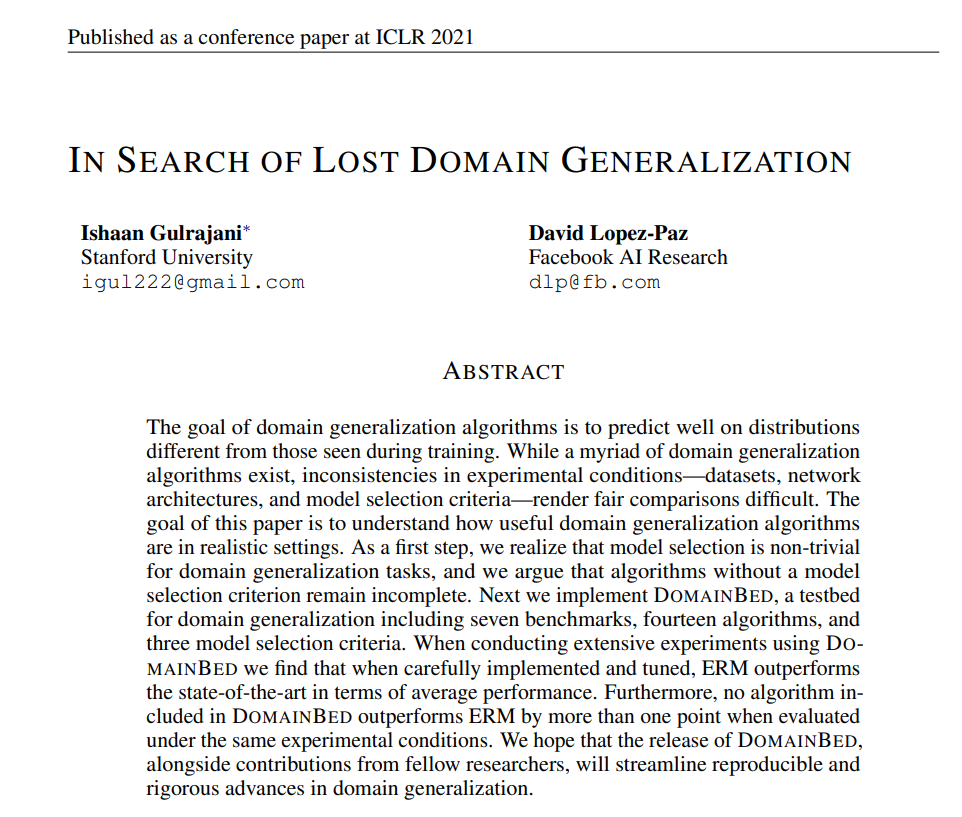 Published as a conference paper at ICLR 2021
IN SEARCH OF LOST DOMAIN GENERALIZATION
Ishaan Gulrajani*
Stanford University
igul222@gmail.com
David Lopez-Paz
Facebook AI Research
dlp@fb.com
ABSTRACT
The goal of domain generalization algorithms is to predict well on distributions
different from those seen during training. While a myriad of domain generalization
algorithms exist, inconsistencies in experimental conditions—datasets, network
architectures, and model selection criteria—render fair comparisons difficult. The
goal of this paper is to understand how useful domain generalization algorithms
are in realistic settings. As a first step, we realize that model selection is non-trivial
for domain generalization tasks, and we argue that algorithms without a model
selection criterion remain incomplete. Next we implement DOMAINBED, a testbed
for domain generalization including seven benchmarks, fourteen algorithms, and
three model selection criteria. When conducting extensive experiments using DO-
MAINBED we find that when carefully implemented and tuned, ERM outperforms
the state-of-the-art in terms of average performance. Furthermore, no algorithm in-
cluded in DOMAINBED outperforms ERM by more than one point when evaluated
under the same experimental conditions. We hope that the release of DOMAINBED,
alongside contributions from fellow researchers, will streamline reproducible and
rigorous advances in domain generalization.